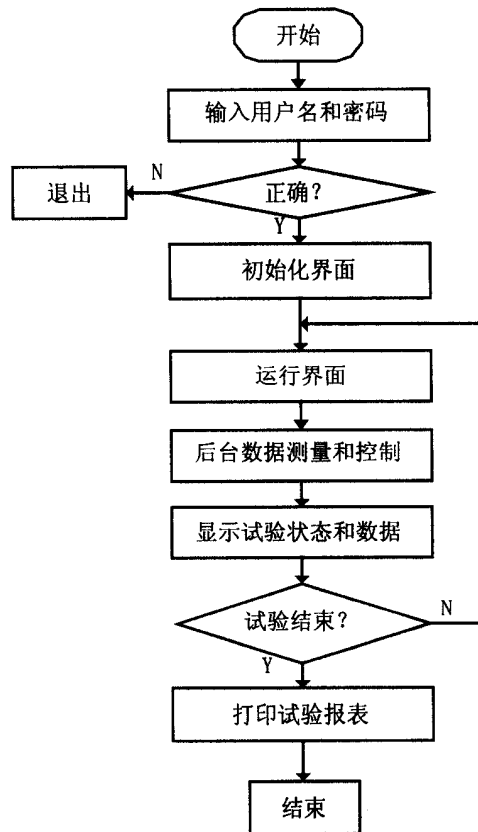 开始
输入用户名和密码
N
退出
正确?
Y
初始化界面
运行界面
后台数据测量和控制
显示试验状态和数据
试验结束?
N
Y
打印试验报表
结束